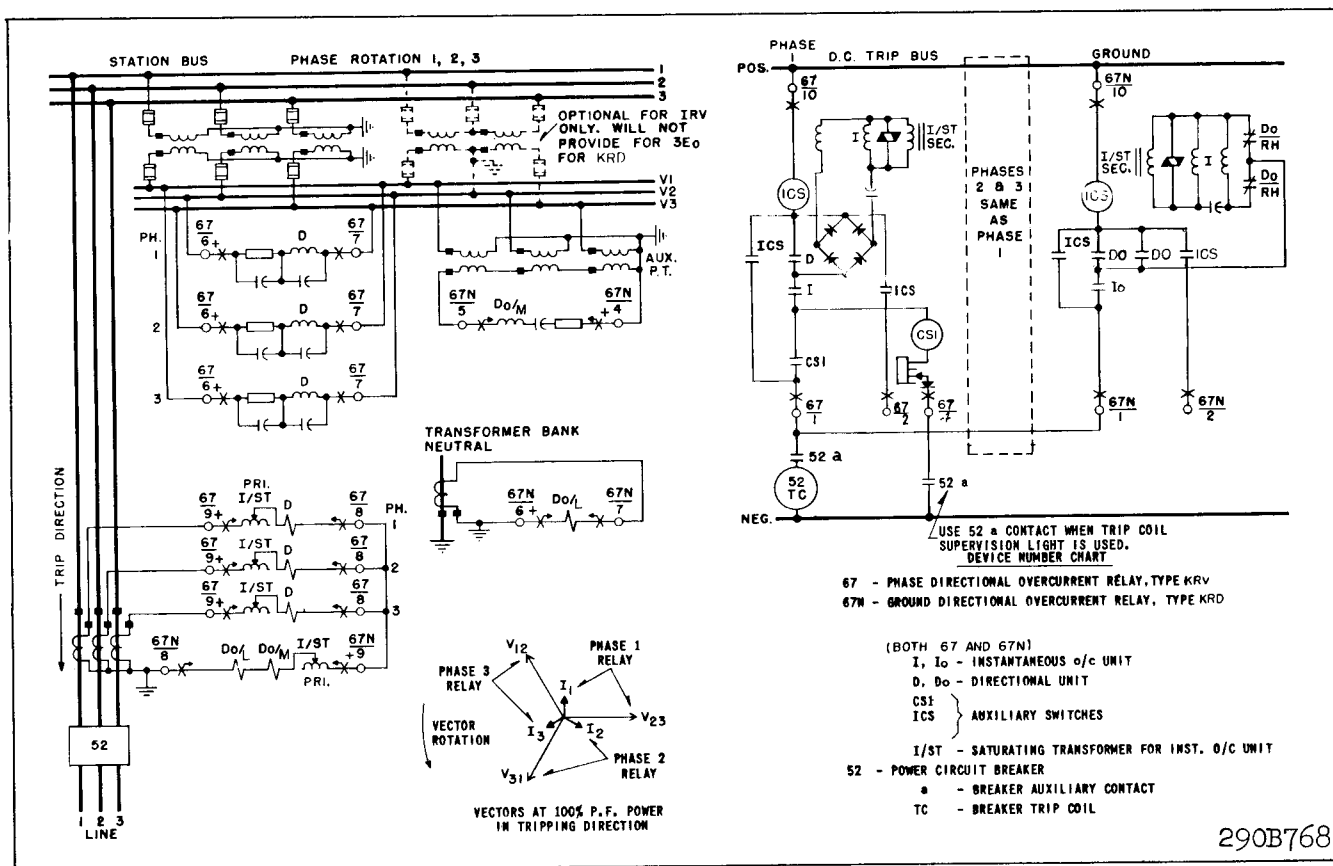 STATION BUS
PHASE ROTATION 1, 2, 3
1
2
3
OPTIONAL FOR IRV
ONLY. WILL NOT
PROVIDE FOR 3E0
FOR KRD
V1
V2
V3
PH.
1
67
6+
D
67
7
2
67
6+
D
67
7
3
67
6+
D
67
7
AUX.
P.T.
67N
5
Do/M
67N
+4
TRANSFORMER BANK
NEUTRAL
67N
6+
Do/L
67N
7
TRIP DIRECTION
PRI.
67
9+
I/ST
D
67
8
PH.
1
67
9+
I/ST
D
67
8
2
67
9+
I/ST
D
67
8
3
67N
8
Do/L
Do/M
I/ST
PRI.
67N
+9
52
1 2 3
LINE
V12
PHASE 1
RELAY
PHASE 3
RELAY
I1
V23
I3
I2
VECTOR
ROTATION
V31
PHASE 2
RELAY
VECTORS AT 100% P.F. POWER
IN TRIPPING DIRECTION
PHASE
D.C. TRIP BUS
GROUND
POS.
67
10
I
I/ST
SEC.
ICS
ICS
D
I
ICS
CSI
CSI
67
1
67
2
67
52 a
52
TC
52 a
NEG.
PHASES
2 & 3
SAME
AS
PHASE
1
67N
10
I/ST
SEC.
I
Do
RH
Do
RH
ICS
ICS
DO
DO
ICS
Io
67N
1
67N
2
USE 52 a CONTACT WHEN TRIP COIL
SUPERVISION LIGHT IS USED.
DEVICE NUMBER CHART
67 - PHASE DIRECTIONAL OVERCURRENT RELAY, TYPE KRV
67N - GROUND DIRECTIONAL OVERCURRENT RELAY, TYPE KRD
(BOTH 67 AND 67N)
I, Io - INSTANTANEOUS o/c UNIT
D, Do - DIRECTIONAL UNIT
CSI
ICS } AUXILIARY SWITCHES
I/ST - SATURATING TRANSFORMER FOR INST. O/C UNIT
52 - POWER CIRCUIT BREAKER
a - BREAKER AUXILIARY CONTACT
TC - BREAKER TRIP COIL
290B768